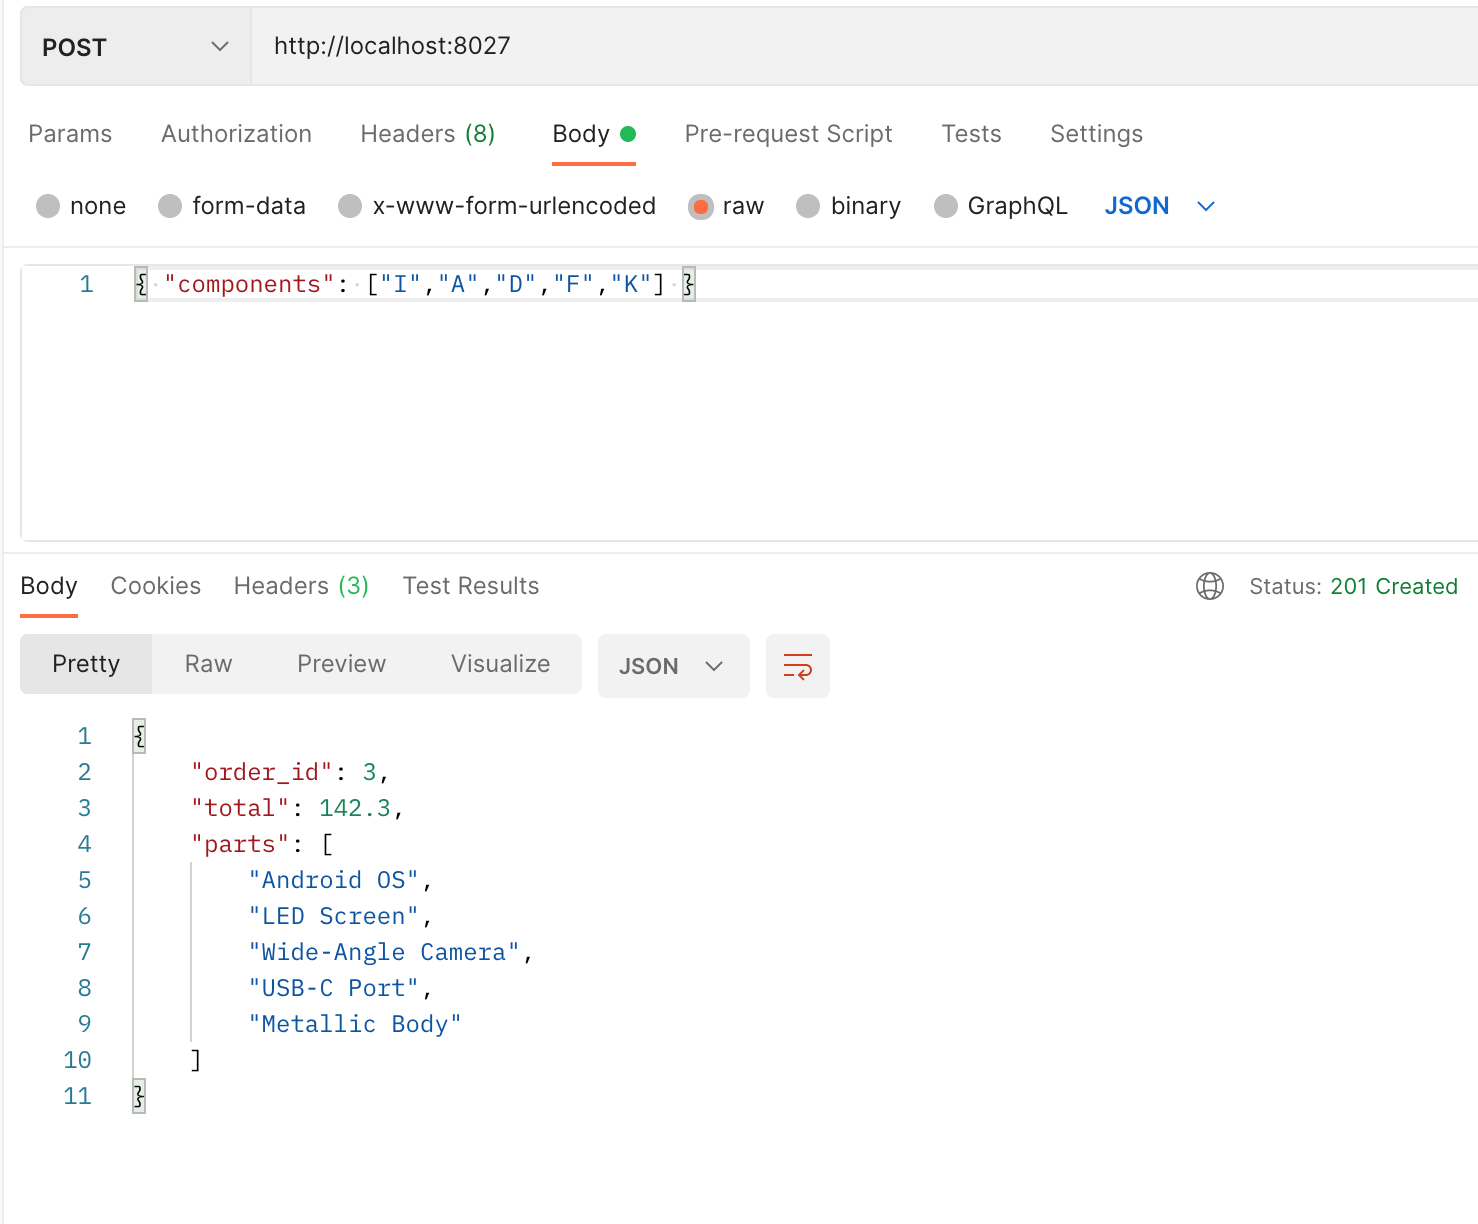 POST http://localhost:8027
Params Authorization Headers (8) Body Pre-request Script Tests Settings
none form-data x-www-form-urlencoded raw binary GraphQL JSON
1 { "components": ["I","A","D","F","K"] }
Body Cookies Headers (3) Test Results Status: 201 Created
Pretty Raw Preview Visualize JSON
1 {
2 "order_id": 3,
3 "total": 142.3,
4 "parts": [
5 "Android OS",
6 "LED Screen",
7 "Wide-Angle Camera",
8 "USB-C Port",
9 "Metallic Body"
10 ]
11 }